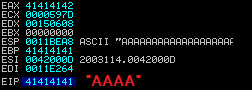 EAX 41414142
ECX 0000597D
EDX 00150608
EBX 00000000
ESP 0011BEA8 ASCII "AAAAAAAAAAAAAAAAAAA
EBP 41414141
ESI 0042000D 2003114.0042000D
EDI 0011E264
EIP 41414141 "AAAA"